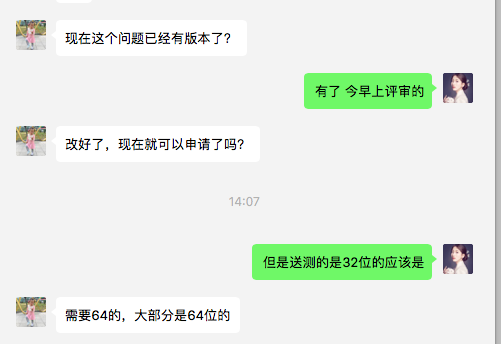 现在这个问题已经有版本了?
有了 今早上评审的
改好了，现在就可以申请了吗?
14:07
但是送测的是32位的应该是
需要64的，大部分是64位的